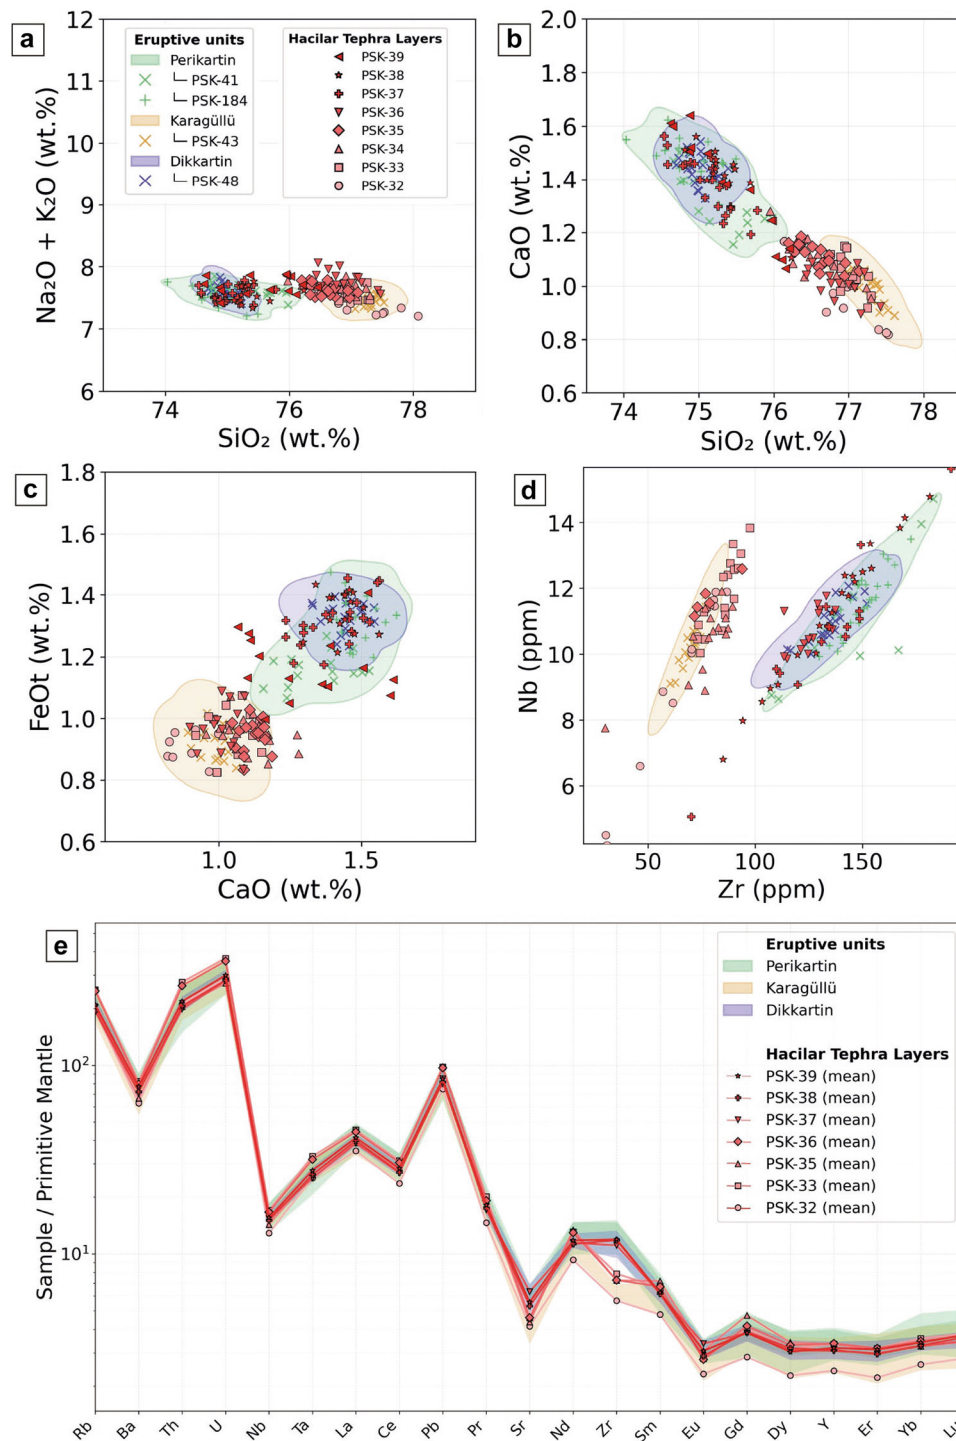 a
Na₂O + K₂O (wt.%)
12
11
10
9
8
7
6
Eruptive units
Perikartin
PSK-41
PSK-184
Karagüllü
PSK-43
Dikkartin
PSK-48
Hacilar Tephra Layers
PSK-39
PSK-38
PSK-37
PSK-36
PSK-35
PSK-34
PSK-33
PSK-32
74
76
78
SiO₂ (wt.%)
b
CaO (wt.%)
2.0
1.8
1.6
1.4
1.2
1.0
0.8
0.6
74
75
76
77
78
SiO₂ (wt.%)
c
FeOt (wt.%)
1.8
1.6
1.4
1.2
1.0
0.8
0.6
1.0
1.5
CaO (wt.%)
d
Nb (ppm)
14
12
10
8
6
50
100
150
Zr (ppm)
e
Sample / Primitive Mantle
10²
10¹
Eruptive units
Perikartin
Karagüllü
Dikkartin
Hacilar Tephra Layers
PSK-39 (mean)
PSK-38 (mean)
PSK-37 (mean)
PSK-36 (mean)
PSK-35 (mean)
PSK-33 (mean)
PSK-32 (mean)
Rb
Ba
Th
U
Nb
Ta
La
Ce
Pb
Pr
Sr
Nd
Zr
Sm
Eu
Gd
Dy
Y
Er
Yb